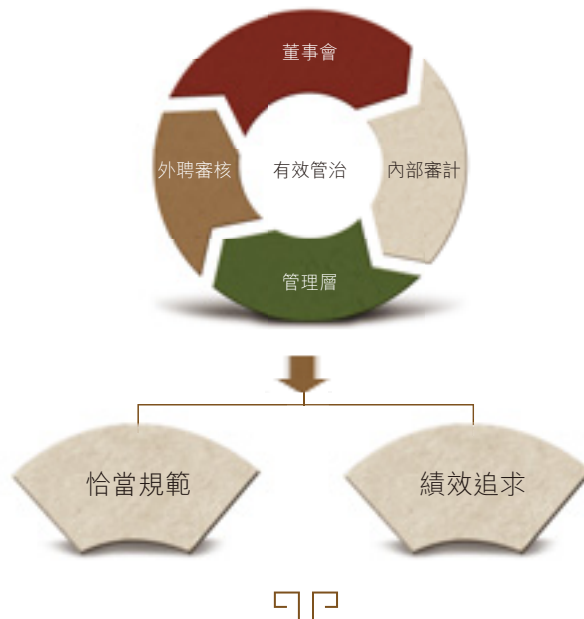 董事會
外聘審核
有效管治
內部審計
管理層
恰當規範
績效追求